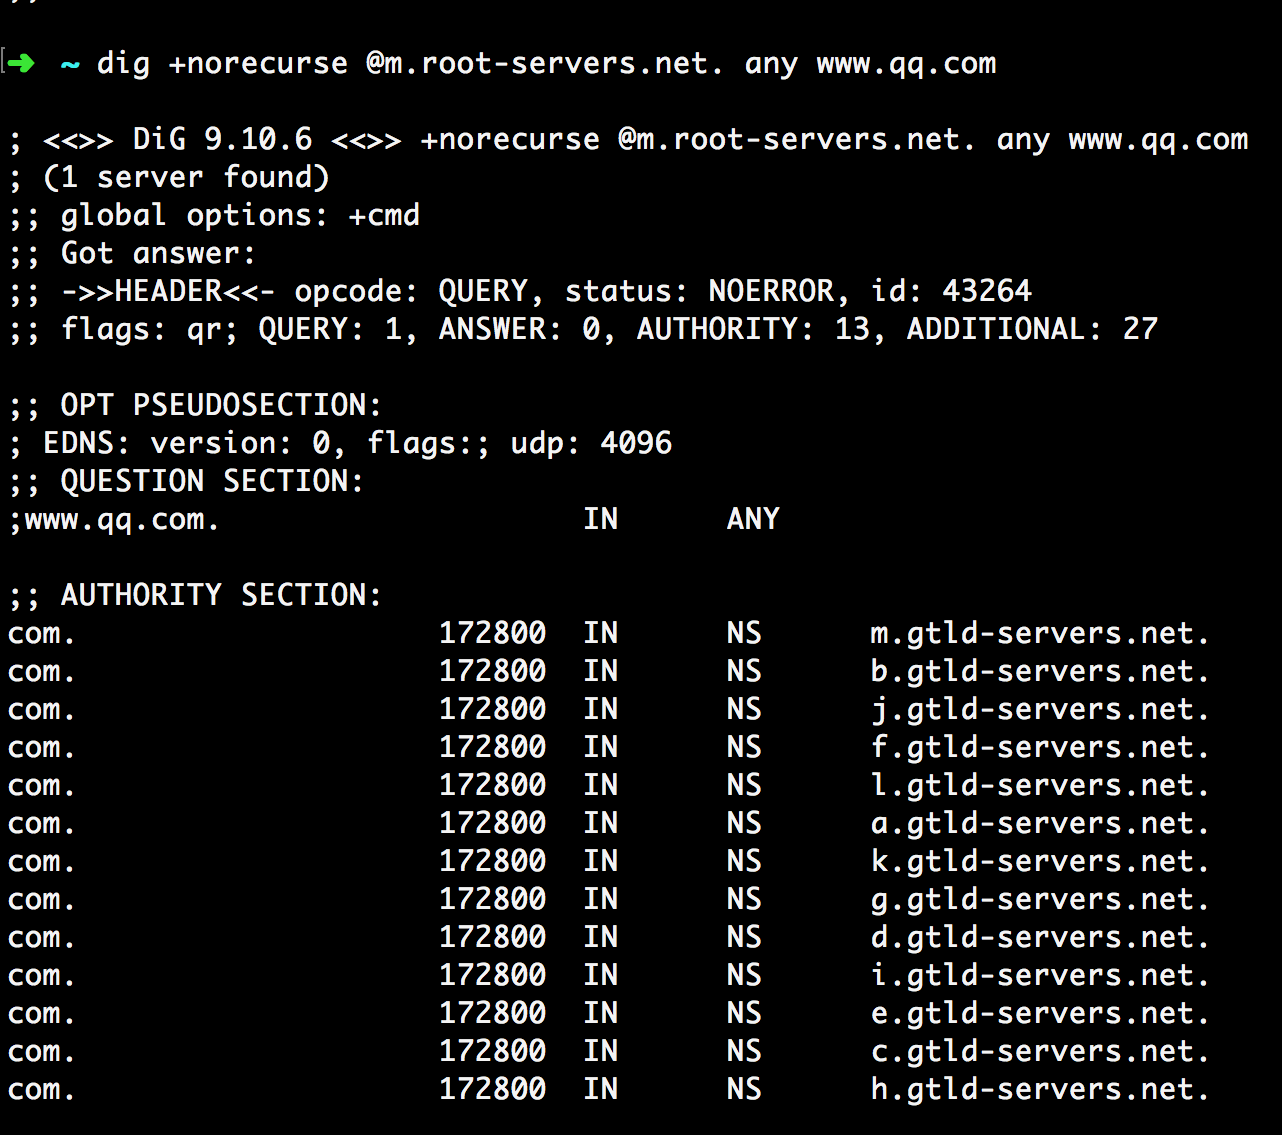 ;;
➜ ~ dig +norecurse @m.root-servers.net. any www.qq.com
; <<>> DiG 9.10.6 <<>> +norecurse @m.root-servers.net. any www.qq.com
; (1 server found)
;; global options: +cmd
;; Got answer:
;; ->>HEADER<<- opcode: QUERY, status: NOERROR, id: 43264
;; flags: qr; QUERY: 1, ANSWER: 0, AUTHORITY: 13, ADDITIONAL: 27
;; OPT PSEUDOSECTION:
; EDNS: version: 0, flags:; udp: 4096
;; QUESTION SECTION:
;www.qq.com. IN ANY
;; AUTHORITY SECTION:
com. 172800 IN NS m.gtld-servers.net.
com. 172800 IN NS b.gtld-servers.net.
com. 172800 IN NS j.gtld-servers.net.
com. 172800 IN NS f.gtld-servers.net.
com. 172800 IN NS l.gtld-servers.net.
com. 172800 IN NS a.gtld-servers.net.
com. 172800 IN NS k.gtld-servers.net.
com. 172800 IN NS g.gtld-servers.net.
com. 172800 IN NS d.gtld-servers.net.
com. 172800 IN NS i.gtld-servers.net.
com. 172800 IN NS e.gtld-servers.net.
com. 172800 IN NS c.gtld-servers.net.
com. 172800 IN NS h.gtld-servers.net.